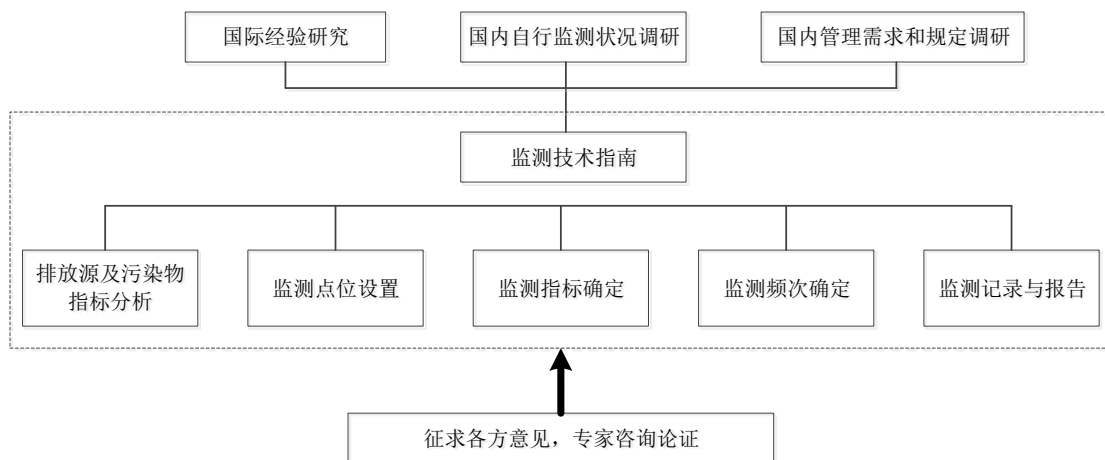 国际经验研究
国内自行监测状况调研
国内管理需求和规定调研
监测技术指南
排放源及污染物
指标分析
监测点位设置
监测指标确定
监测频次确定
监测记录与报告
征求各方意见，专家咨询论证